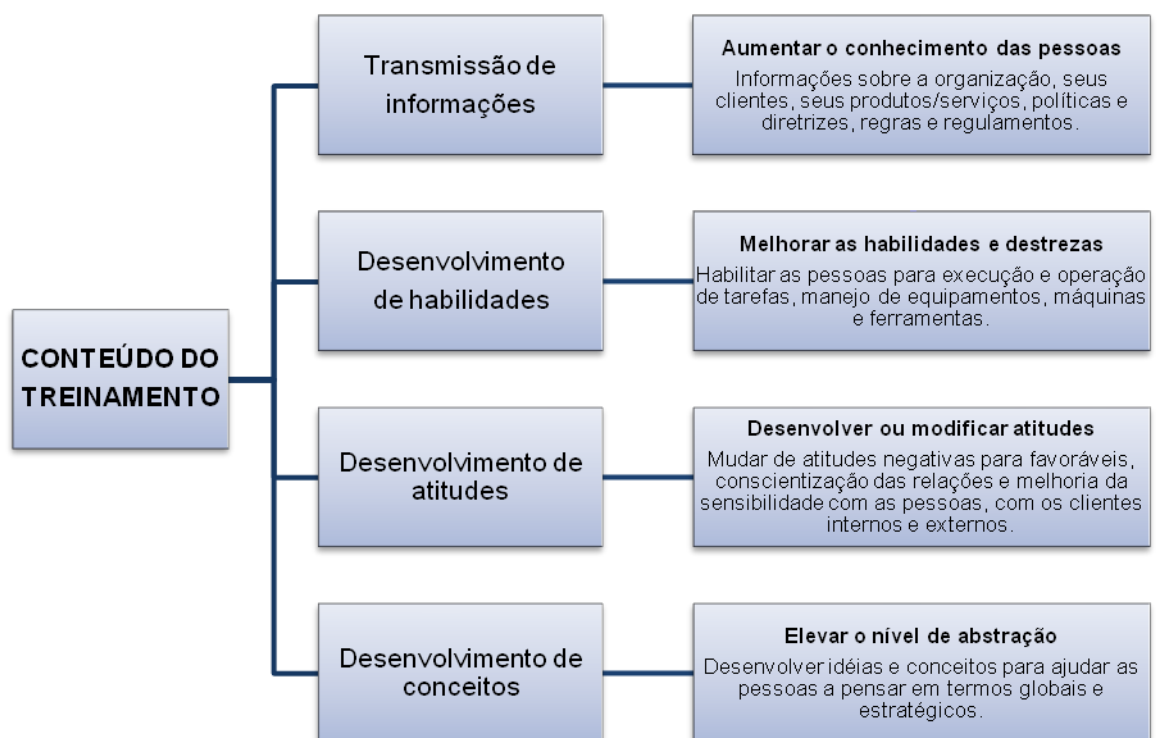 CONTEÚDO DO
TREINAMENTO
Transmissão de
informações
Aumentar o conhecimento das pessoas
Informações sobre a organização, seus
clientes, seus produtos/serviços, políticas e
diretrizes, regras e regulamentos.
Desenvolvimento
de habilidades
Melhorar as habilidades e destrezas
Habilitar as pessoas para execução e operação
de tarefas, manejo de equipamentos, máquinas
e ferramentas.
Desenvolvimento de
atitudes
Desenvolver ou modificar atitudes
Mudar de atitudes negativas para favoráveis,
conscientização das relações e melhoria da
sensibilidade com as pessoas, com os clientes
internos e externos.
Desenvolvimento de
conceitos
Elevar o nível de abstração
Desenvolver idéias e conceitos para ajudar as
pessoas a pensar em termos globais e
estratégicos.